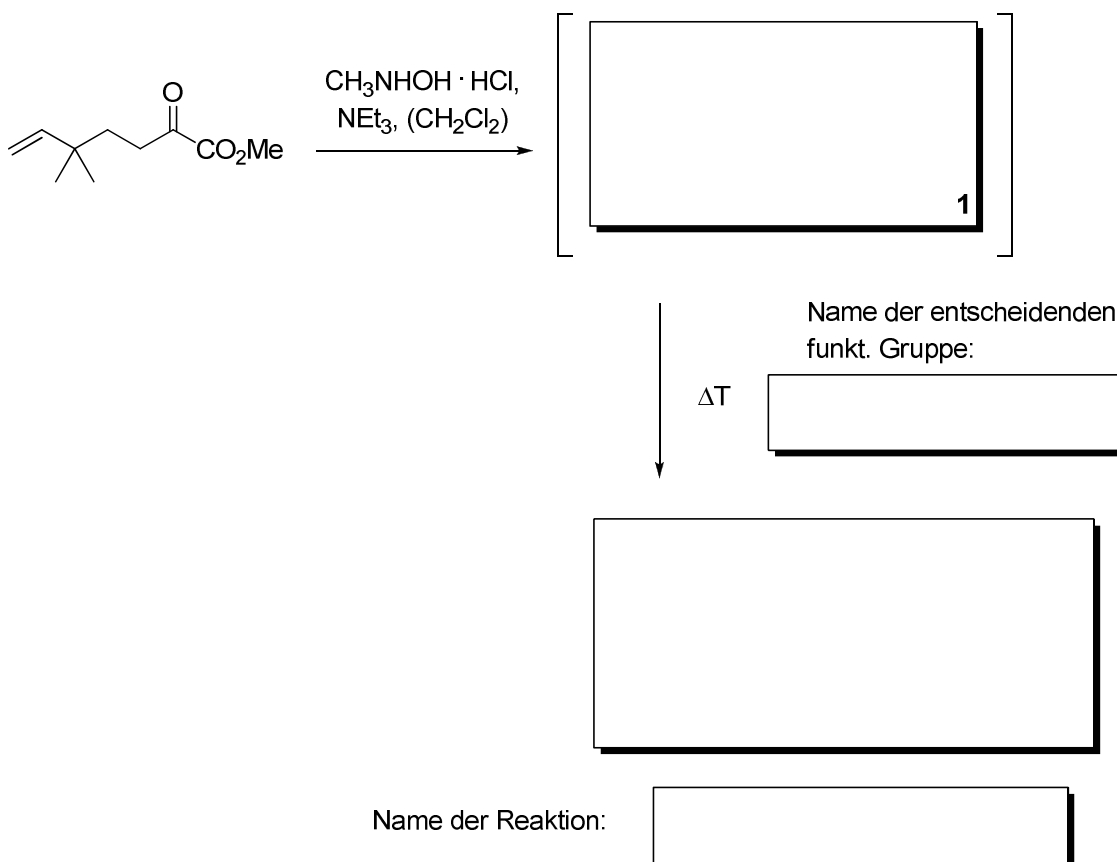 CH₃NHOH · HCl,
NEt₃, (CH₂Cl₂)
O
CO₂Me
1
Name der entscheidenden
funkt. Gruppe:
ΔT
Name der Reaktion: